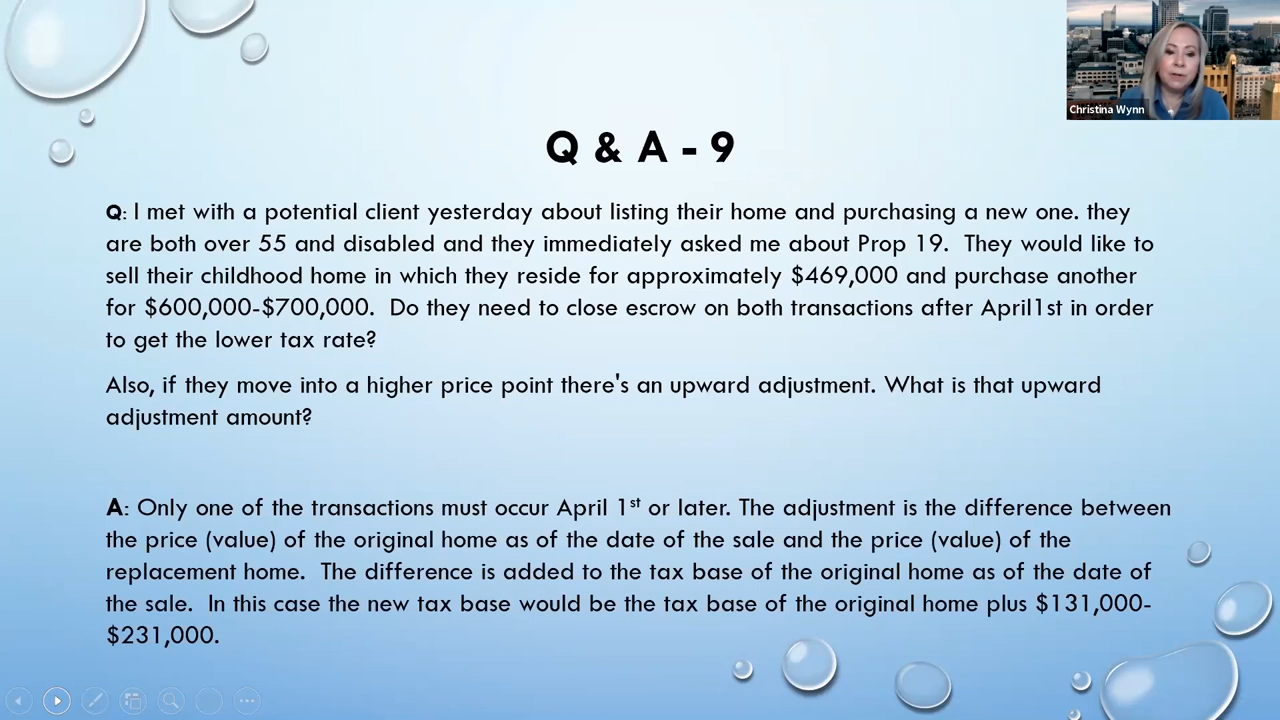 Christina Wynn
Q & A - 9
Q: I met with a potential client yesterday about listing their home and purchasing a new one. they
are both over 55 and disabled and they immediately asked me about Prop 19.  They would like to
sell their childhood home in which they reside for approximately $469,000 and purchase another
for $600,000-$700,000.  Do they need to close escrow on both transactions after April1st in order
to get the lower tax rate?
Also, if they move into a higher price point there's an upward adjustment. What is that upward
adjustment amount?
A: Only one of the transactions must occur April 1st or later. The adjustment is the difference between
the price (value) of the original home as of the date of the sale and the price (value) of the
replacement home.  The difference is added to the tax base of the original home as of the date of
the sale.  In this case the new tax base would be the tax base of the original home plus $131,000-
$231,000.